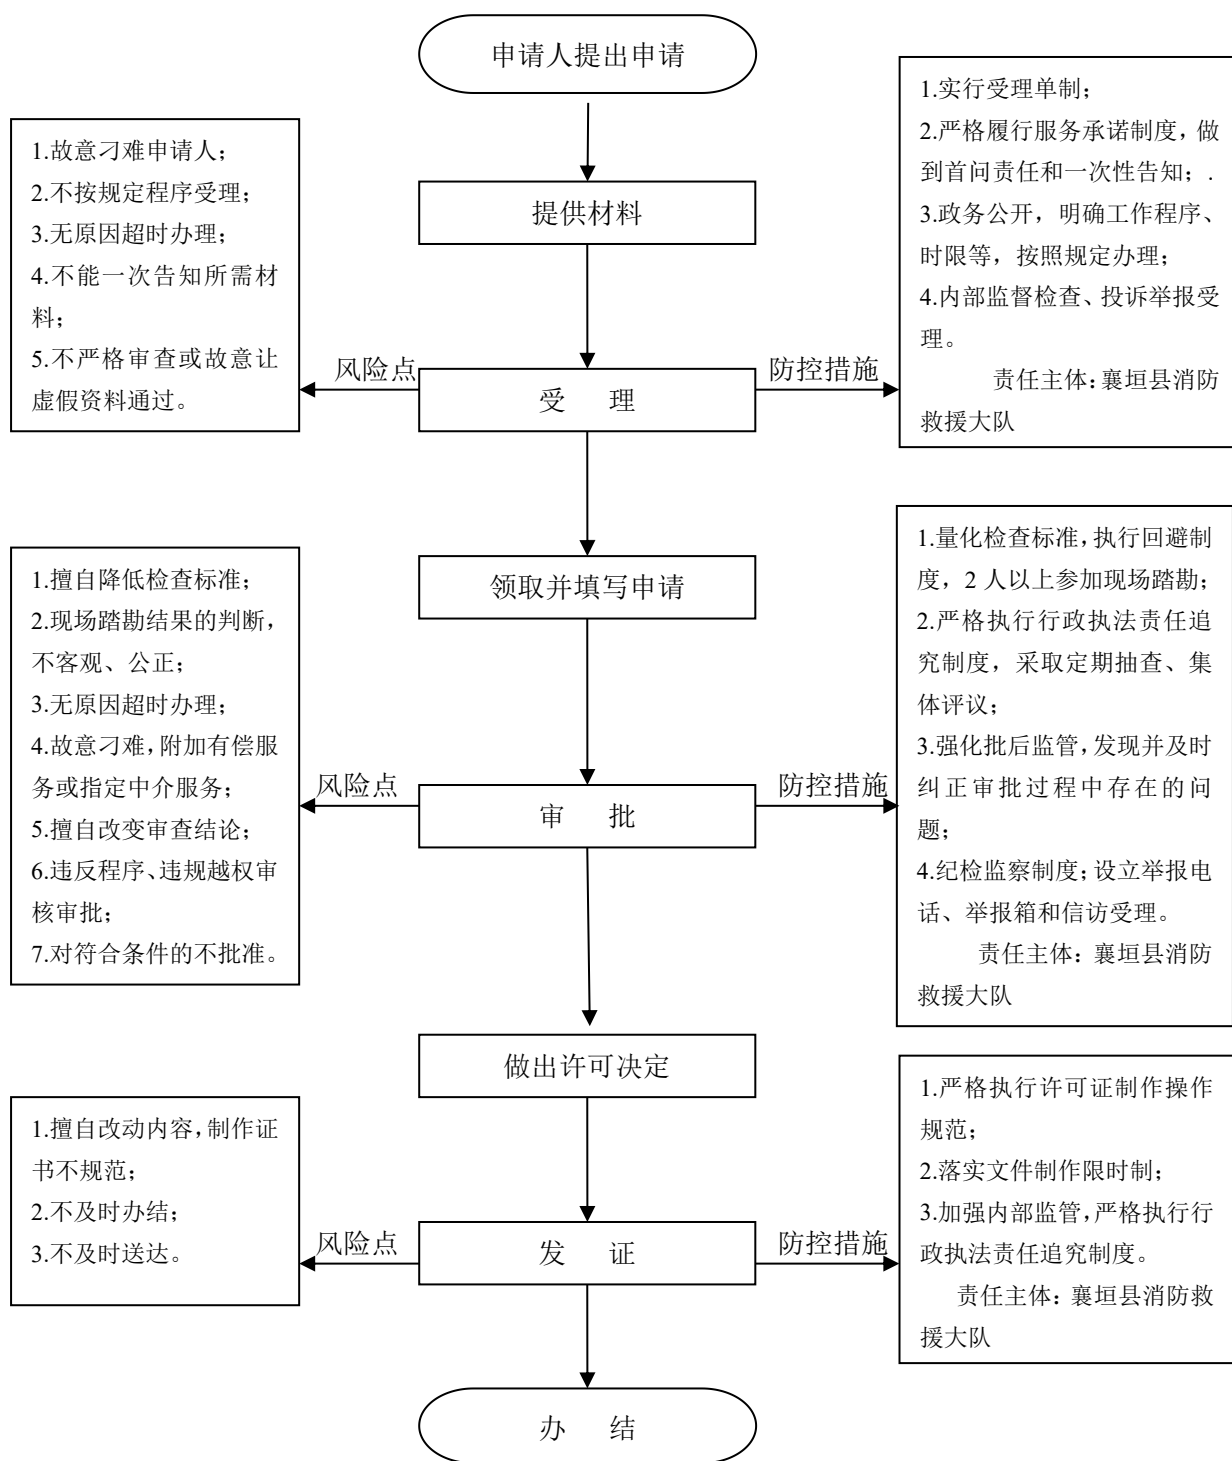 申请人提出申请
1.实行受理单制；
2.严格履行服务承诺制度，做
到首问责任和一次性告知；.
3.政务公开，明确工作程序、
时限等，按照规定办理；
4.内部监督检查、投诉举报受
理。
责任主体：襄垣县消防
救援大队
1.故意刁难申请人；
2.不按规定程序受理；
3.无原因超时办理；
4.不能一次告知所需材
料；
5.不严格审查或故意让
虚假资料通过。
提供材料
风险点
防控措施
受 理
领取并填写申请
1.擅自降低检查标准；
2.现场踏勘结果的判断，
不客观、公正；
3.无原因超时办理；
4.故意刁难，附加有偿服
务或指定中介服务；
5.擅自改变审查结论；
6.违反程序、违规越权审
核审批；
7.对符合条件的不批准。
1.量化检查标准，执行回避制
度，2 人以上参加现场踏勘；
2.严格执行行政执法责任追
究制度，采取定期抽查、集
体评议；
3.强化批后监管，发现并及时
纠正审批过程中存在的问
题；
4.纪检监察制度；设立举报电
话、举报箱和信访受理。
责任主体：襄垣县消防
救援大队
风险点
防控措施
审 批
做出许可决定
1.擅自改动内容，制作证
书不规范；
2.不及时办结；
3.不及时送达。
1.严格执行许可证制作操作
规范；
2.落实文件制作限时制；
3.加强内部监管，严格执行行
政执法责任追究制度。
责任主体：襄垣县消防救
援大队
风险点
防控措施
发 证
办 结